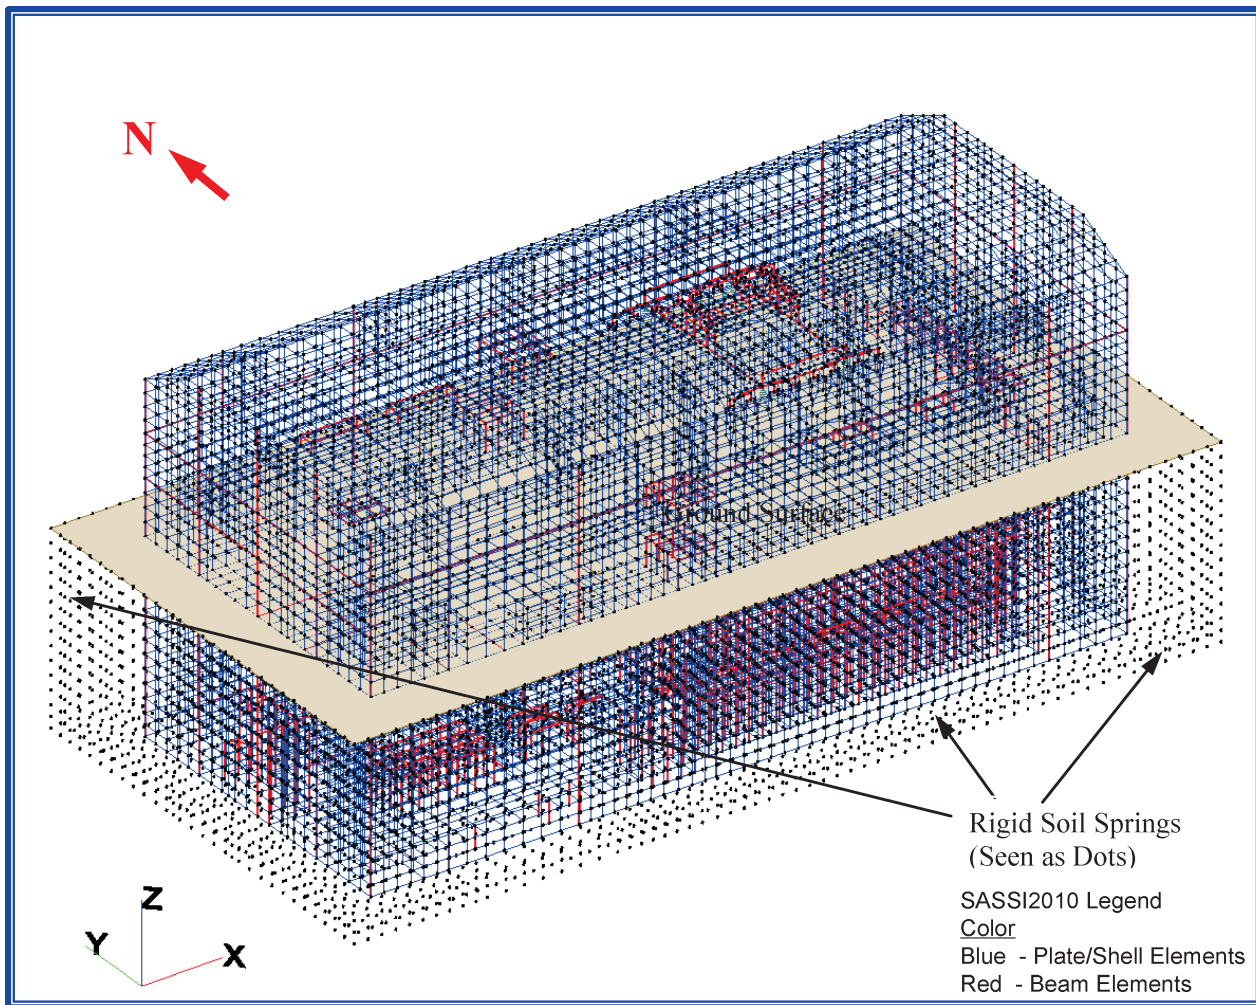 N
Ground Surface
Rigid Soil Springs
(Seen as Dots)
SASSI2010 Legend
Color
Blue - Plate/Shell Elements
Red - Beam Elements
Z
Y
X